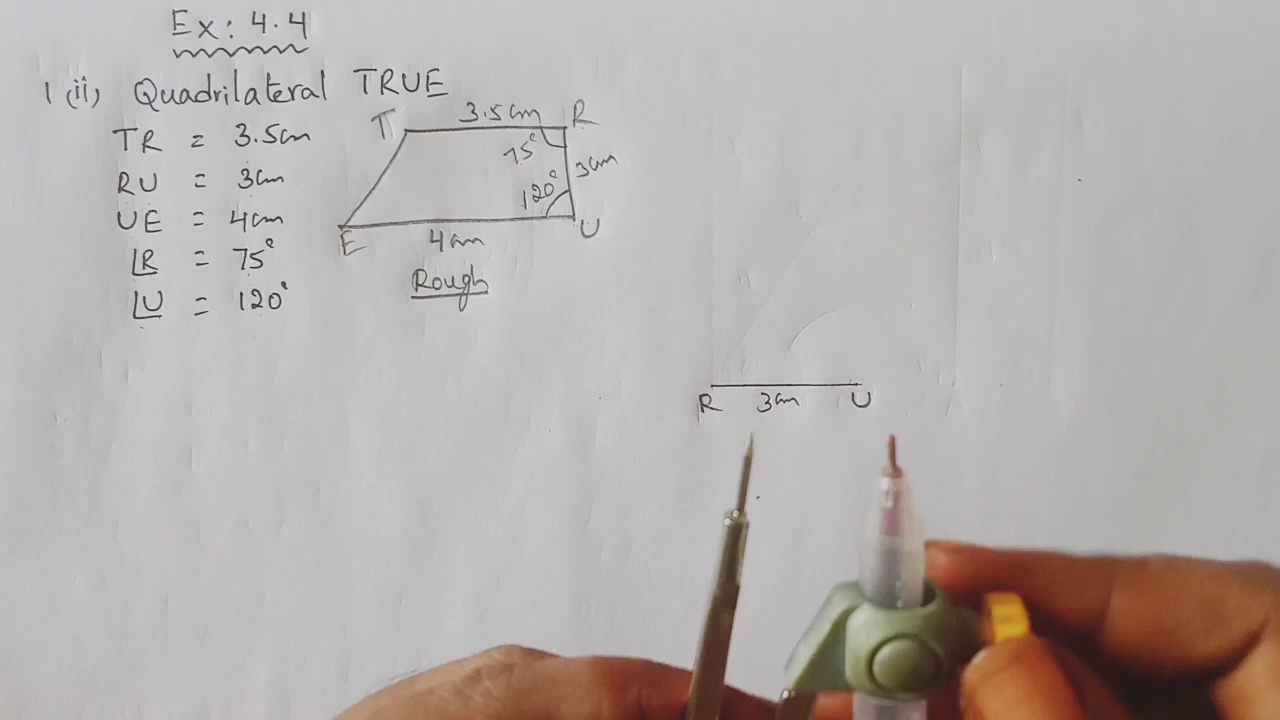 Ex: 4.4
1 (ii) Quadrilateral TRUE
TR = 3.5cm
RU = 3cm
UE = 4cm
∠R = 75°
∠U = 120°
T 3.5cm R
75°
3cm
120°
E 4cm U
Rough
R 3cm U